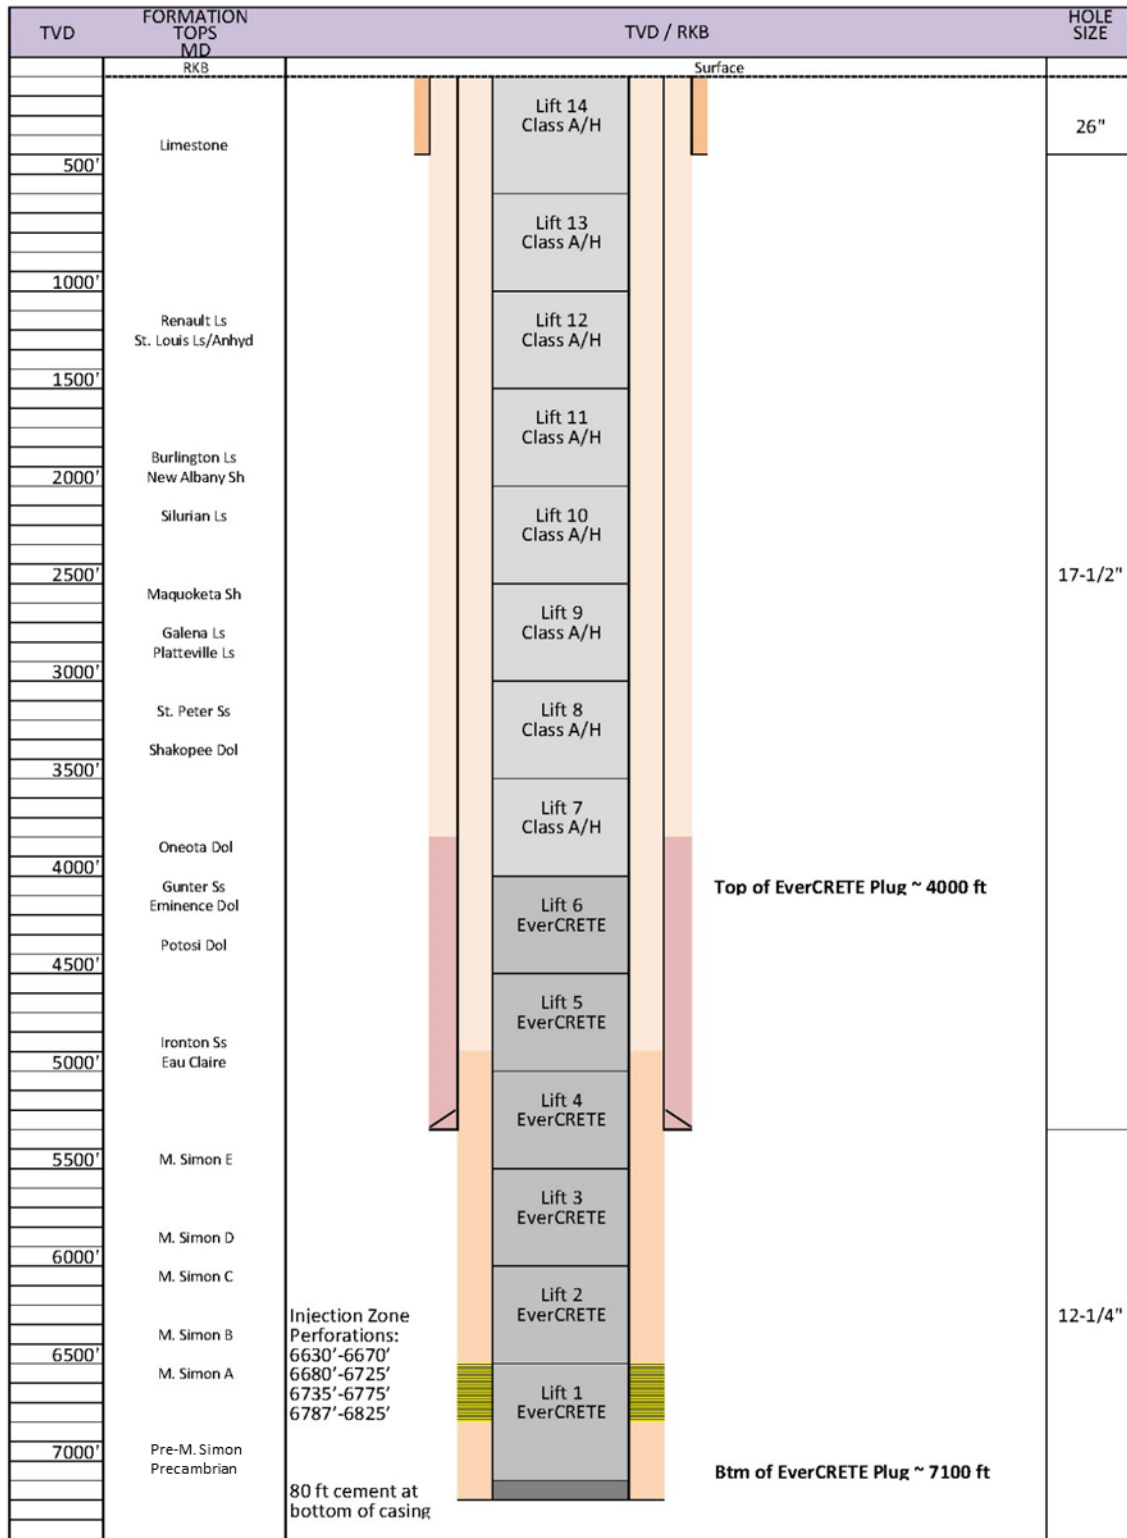 TVD
FORMATION
TOPS
MD
TVD / RKB
HOLE
SIZE
RKB
Surface
Lift 14
Class A/H
26"
Limestone
500'
Lift 13
Class A/H
1000'
Renault Ls
St. Louis Ls/Anhyd
Lift 12
Class A/H
1500'
Lift 11
Class A/H
Burlington Ls
New Albany Sh
2000'
Silurian Ls
Lift 10
Class A/H
2500'
17-1/2"
Maquoketa Sh
Lift 9
Class A/H
Galena Ls
Platteville Ls
3000'
St. Peter Ss
Lift 8
Class A/H
Shakopee Dol
3500'
Lift 7
Class A/H
Oneota Dol
4000'
Gunter Ss
Eminence Dol
Top of EverCRETE Plug ~ 4000 ft
Lift 6
EverCRETE
Potosi Dol
4500'
Lift 5
EverCRETE
Ironton Ss
Eau Claire
5000'
Lift 4
EverCRETE
5500'
M. Simon E
Lift 3
EverCRETE
M. Simon D
6000'
M. Simon C
Lift 2
EverCRETE
12-1/4"
Injection Zone
Perforations:
6630'-6670'
6680'-6725'
6735'-6775'
6787'-6825'
M. Simon B
6500'
M. Simon A
Lift 1
EverCRETE
7000'
Pre-M. Simon
Precambrian
Btm of EverCRETE Plug ~ 7100 ft
80 ft cement at
bottom of casing